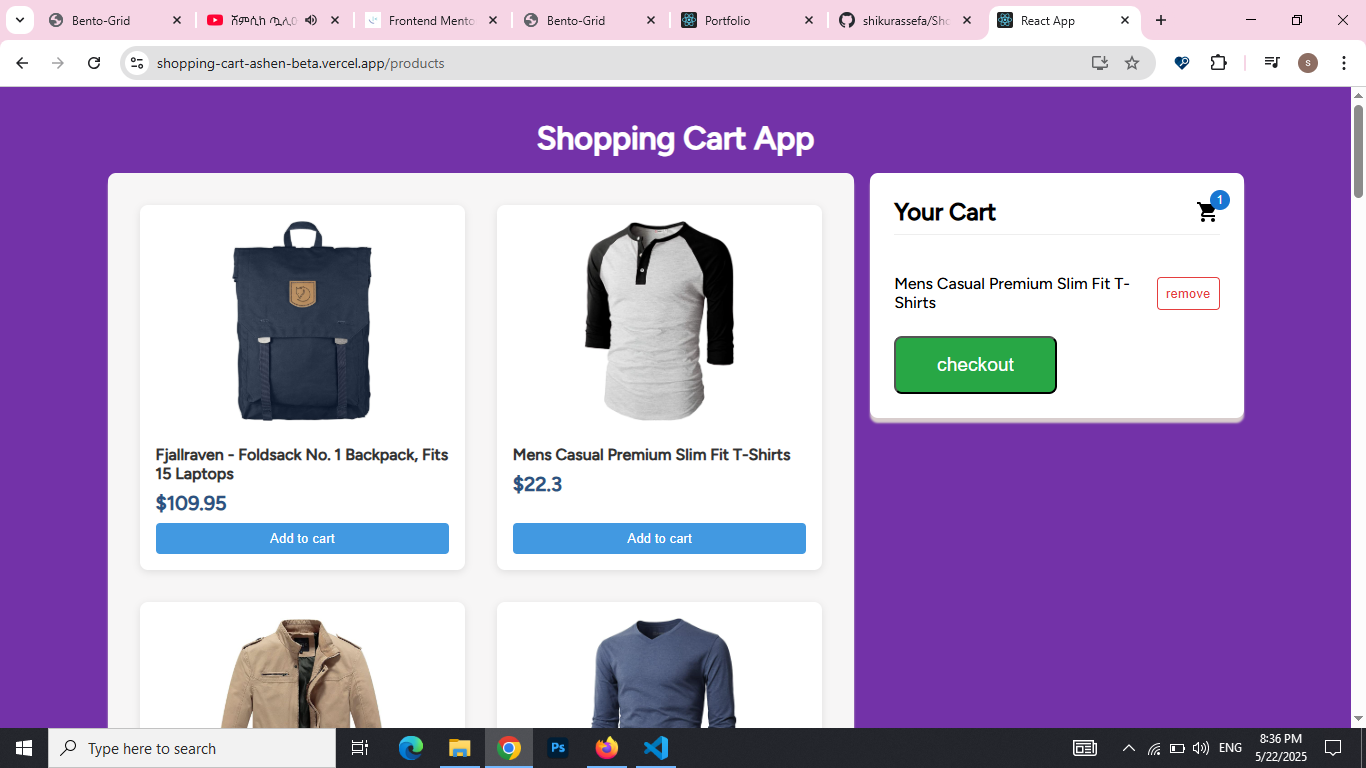 Bento-Grid
ሽምሲከ
Frontend Mento
Bento-Grid
Portfolio
shikurassefa/Sho
React App
shopping-cart-ashen-beta.vercel.app/products
s
Shopping Cart App
Your Cart
1
Mens Casual Premium Slim Fit T-
Shirts
remove
checkout
Fjallraven - Foldsack No. 1 Backpack, Fits
15 Laptops
$109.95
Add to cart
Mens Casual Premium Slim Fit T-Shirts
$22.3
Add to cart
Type here to search
Ps
ENG
8:36 PM
5/22/2025